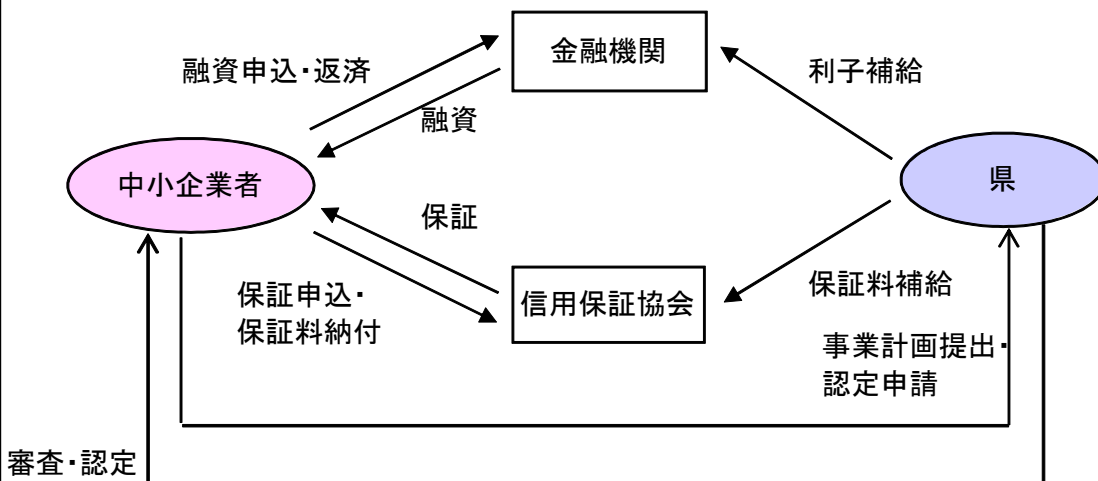 金融機関
融資申込・返済
利子補給
融資
中小企業者
県
保証
保証申込・
保証料納付
信用保証協会
保証料補給
事業計画提出・
認定申請
審査・認定